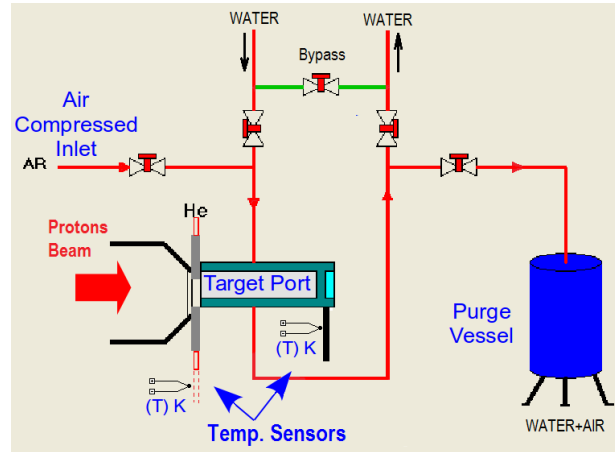 WATER
WATER
Bypass
Air
Compressed
Inlet
AR
He
Protons
Beam
Target Port
(T) K
(T) K
Temp. Sensors
Purge
Vessel
WATER+AIR